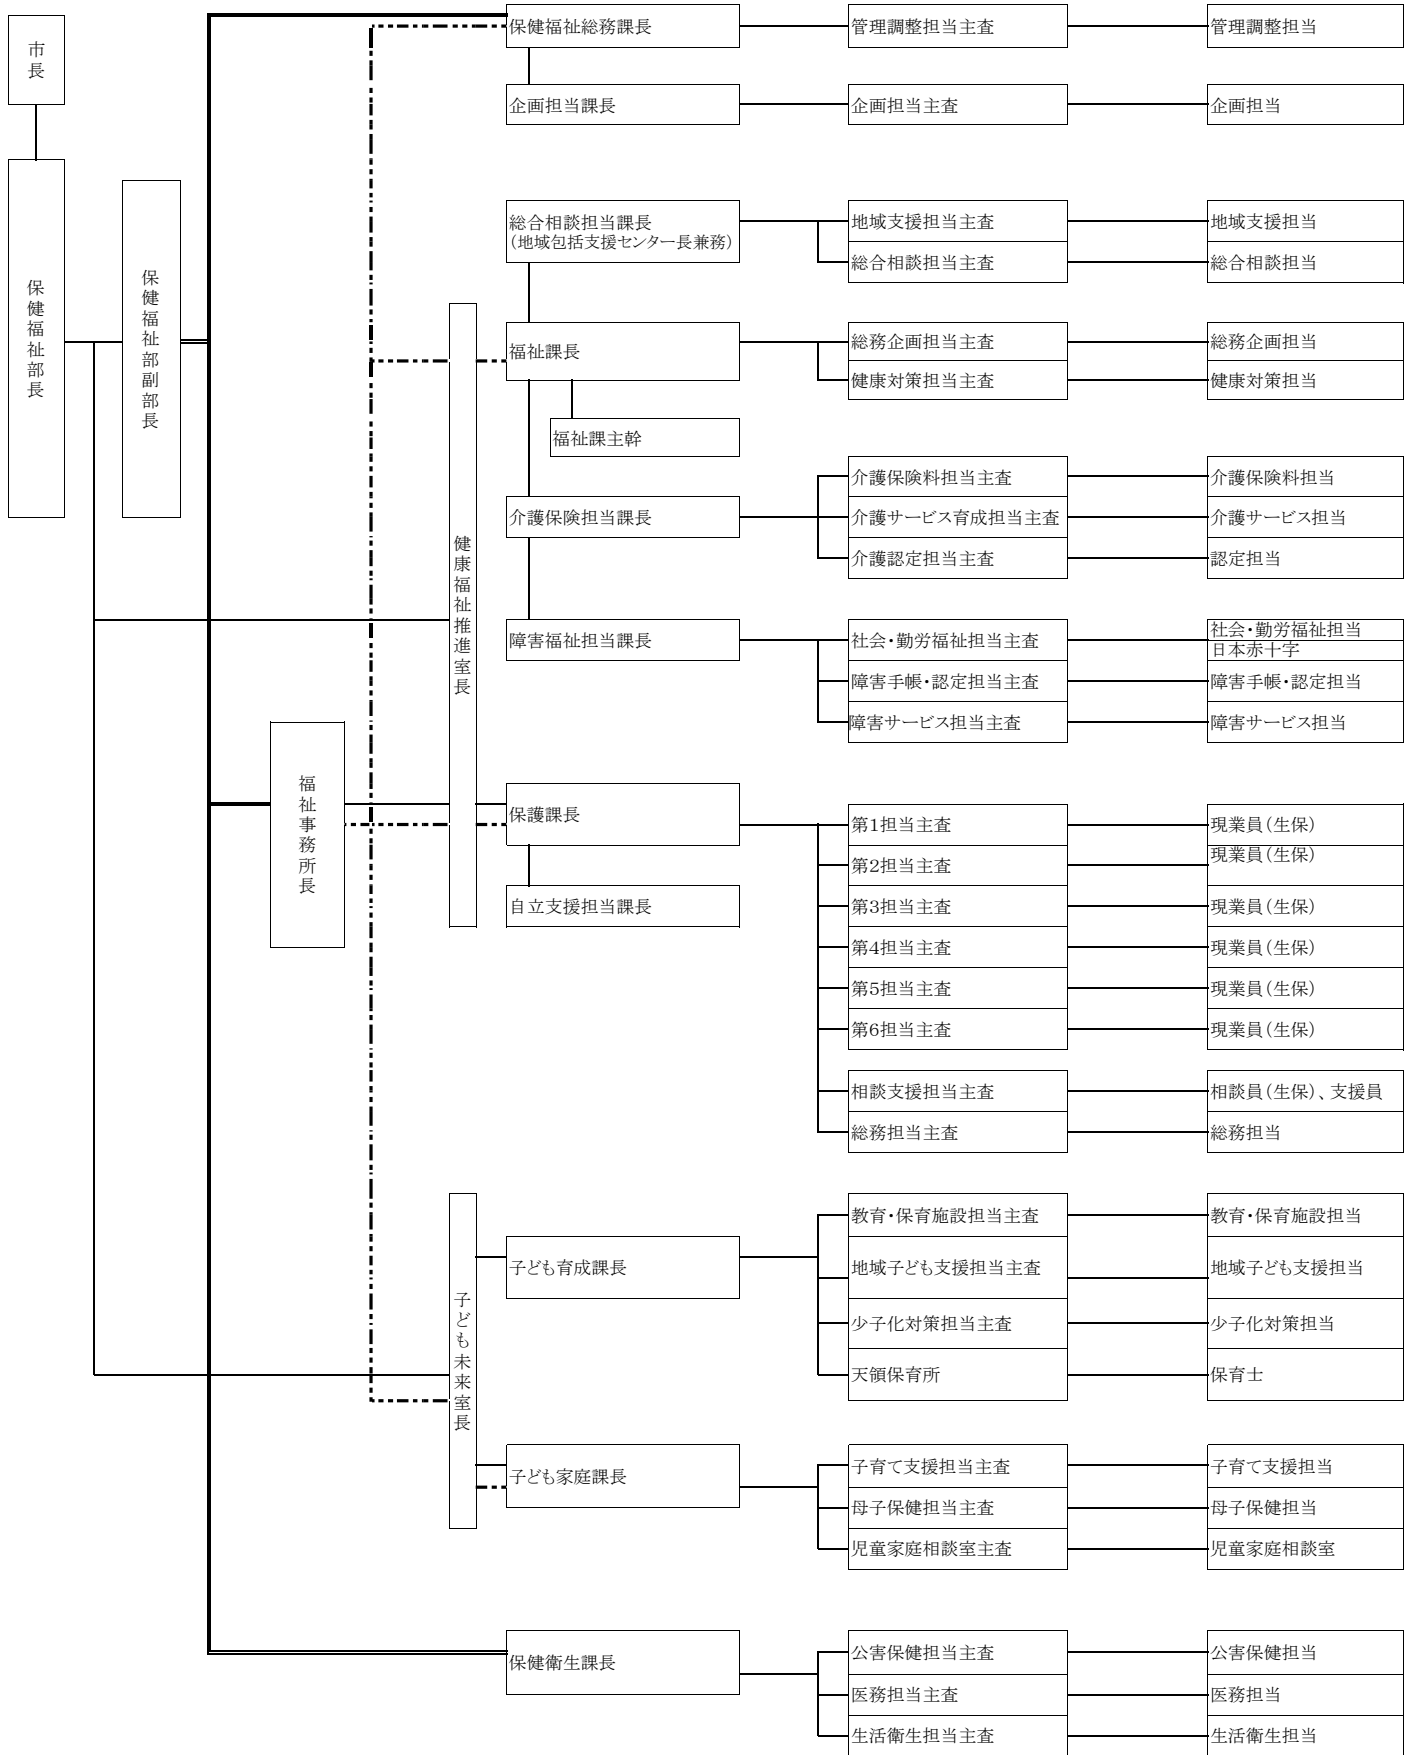 市長
保健福祉部長
保健福祉部副部長
福祉事務所長
健康福祉推進室長
子ども未来室長
保健福祉総務課長
管理調整担当主査
管理調整担当
企画担当課長
企画担当主査
企画担当
総合相談担当課長
(地域包括支援センター長兼務)
地域支援担当主査
地域支援担当
総合相談担当主査
総合相談担当
福祉課長
総務企画担当主査
総務企画担当
健康対策担当主査
健康対策担当
福祉課主幹
介護保険担当課長
介護保険料担当主査
介護保険料担当
介護サービス育成担当主査
介護サービス担当
介護認定担当主査
認定担当
障害福祉担当課長
社会・勤労福祉担当主査
社会・勤労福祉担当
日本赤十字
障害手帳・認定担当主査
障害手帳・認定担当
障害サービス担当主査
障害サービス担当
保護課長
自立支援担当課長
第1担当主査
現業員(生保)
第2担当主査
現業員(生保)
第3担当主査
現業員(生保)
第4担当主査
現業員(生保)
第5担当主査
現業員(生保)
第6担当主査
現業員(生保)
相談支援担当主査
相談員(生保)、支援員
総務担当主査
総務担当
子ども育成課長
教育・保育施設担当主査
教育・保育施設担当
地域子ども支援担当主査
地域子ども支援担当
少子化対策担当主査
少子化対策担当
天領保育所
保育士
子ども家庭課長
子育て支援担当主査
子育て支援担当
母子保健担当主査
母子保健担当
児童家庭相談室主査
児童家庭相談室
保健衛生課長
公害保健担当主査
公害保健担当
医務担当主査
医務担当
生活衛生担当主査
生活衛生担当